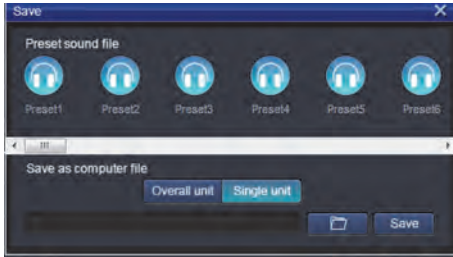 Save
Preset sound file
Preset1 Preset2 Preset3 Preset4 Preset5 Preset6
Save as computer file
Overall unit Single unit
Save